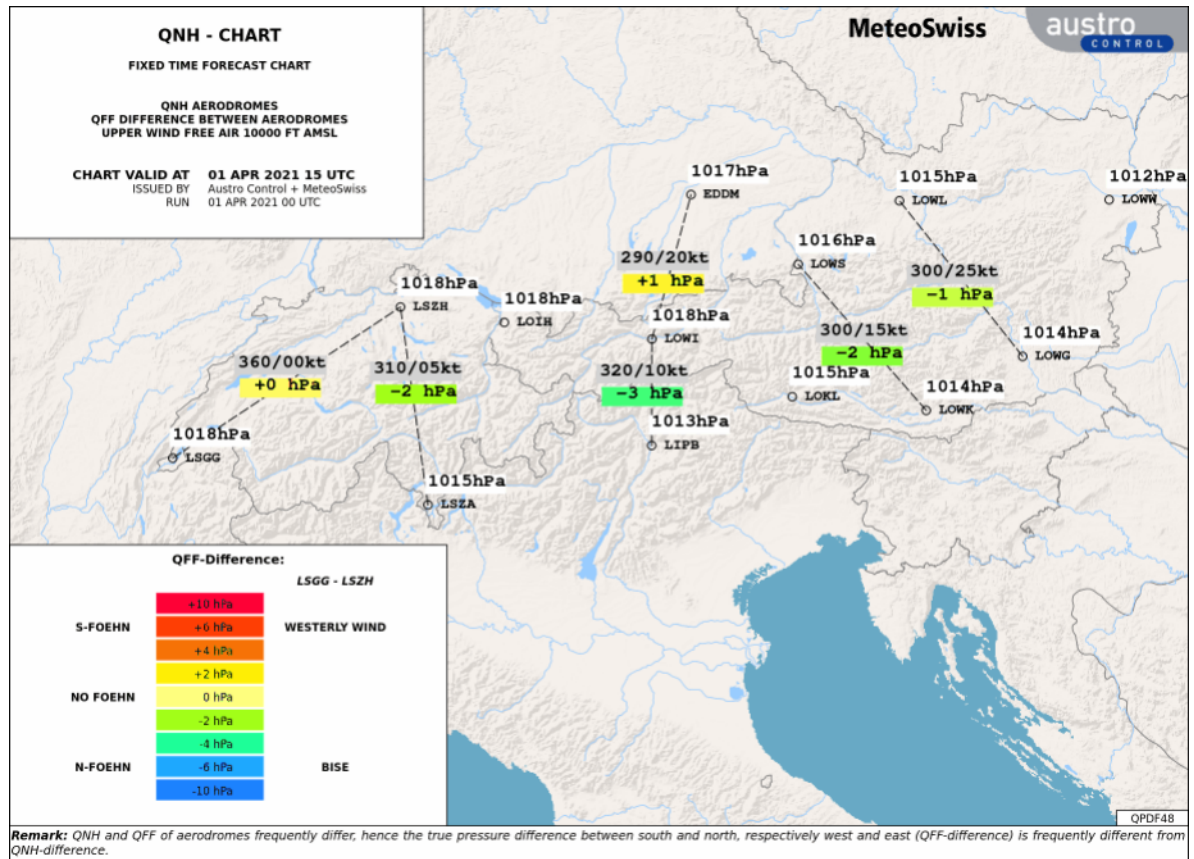 QNH - CHART
FIXED TIME FORECAST CHART
QNH AERODROMES
QFF DIFFERENCE BETWEEN AERODROMES
UPPER WIND FREE AIR 10000 FT AMSL
CHART VALID AT 01 APR 2021 15 UTC
ISSUED BY Austro Control + MeteoSwiss
RUN 01 APR 2021 00 UTC
MeteoSwiss
austro
CONTROL
1017hPa
EDDM
1015hPa
LOWL
1012hPa
LOWW
290/20kt
+1 hPa
1016hPa
LOWS
300/25kt
-1 hPa
1018hPa
LSZH
1018hPa
LOIH
1018hPa
LOWI
300/15kt
-2 hPa
1014hPa
LOWG
360/00kt
+0 hPa
310/05kt
-2 hPa
320/10kt
-3 hPa
1015hPa
LOKL
1014hPa
LOWK
1018hPa
LSGG
1013hPa
LIPB
1015hPa
LSZA
QFF-Difference:
LSGG - LSZH
+10 hPa
S-FOEHN +6 hPa WESTERLY WIND
+4 hPa
+2 hPa
NO FOEHN 0 hPa
-2 hPa
-4 hPa
N-FOEHN -6 hPa BISE
-10 hPa
QPDF48
Remark: QNH and QFF of aerodromes frequently differ, hence the true pressure difference between south and north, respectively west and east (QFF-difference) is frequently different from
QNH-difference.